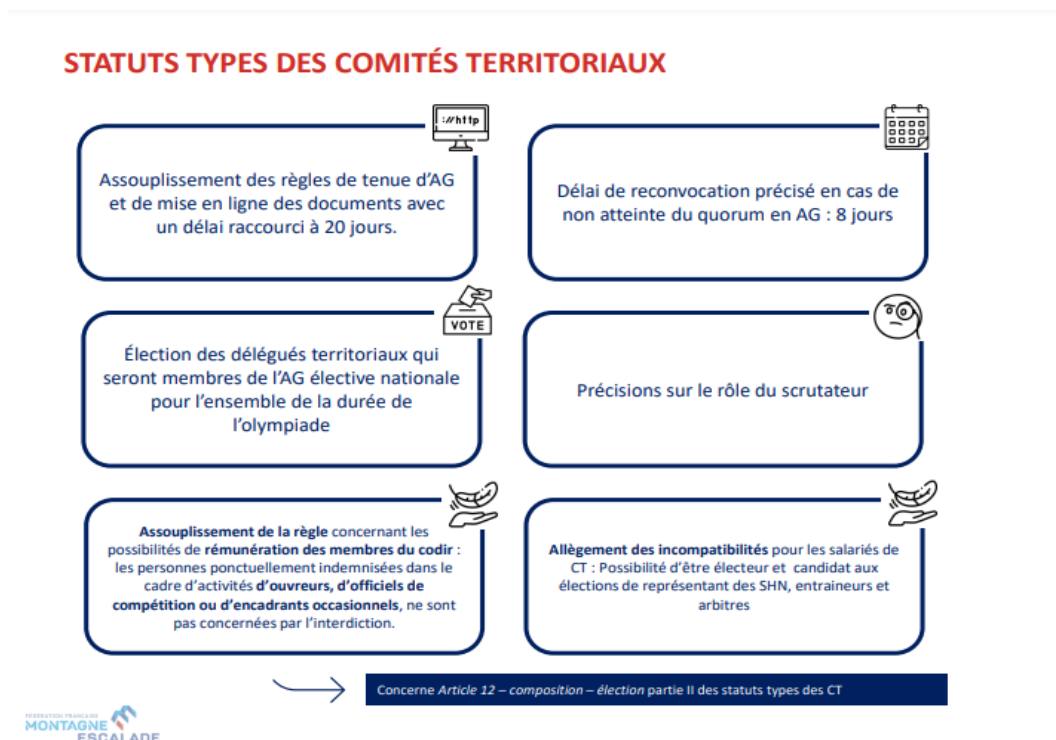 STATUTS TYPES DES COMITÉS TERRITORIAUX
://http
Assouplissement des règles de tenue d'AG
et de mise en ligne des documents avec
un délai raccourci à 20 jours.
Délai de reconvocation précisé en cas de
non atteinte du quorum en AG : 8 jours
VOTE
Élection des délégués territoriaux qui
seront membres de l'AG élective nationale
pour l'ensemble de la durée de
l'olympiade
Précisions sur le rôle du scrutateur
Assouplissement de la règle concernant les
possibilités de rémunération des membres du codir :
les personnes ponctuellement indemnisées dans le
cadre d'activités d'ouvreurs, d'officiels de
compétition ou d'encadrants occasionnels, ne sont
pas concernées par l'interdiction.
Allègement des incompatibilités pour les salariés de
CT : Possibilité d'être électeur et candidat aux
élections de représentant des SHN, entraineurs et
arbitres
Concerne Article 12 – composition – élection partie II des statuts types des CT
FÉDÉRATION FRANÇAISE
MONTAGNE
ESCALADE